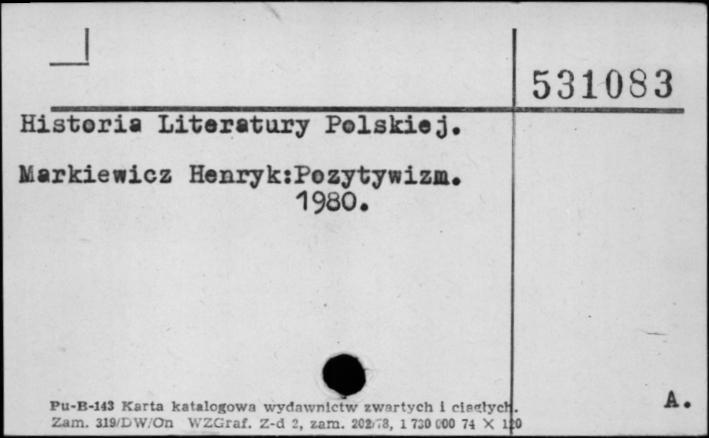 531083
Historia Literatury Polskiej.
Markiewicz Henryk:Pozytywizm.
1980.
A.
Pu-B-143 Karta katalogowa wydawnictw zwartych i ciągłych.
Zam. 319/DW/On WZGraf. Z-d 2, zam. 202/78, 1 730 000 74 X 120